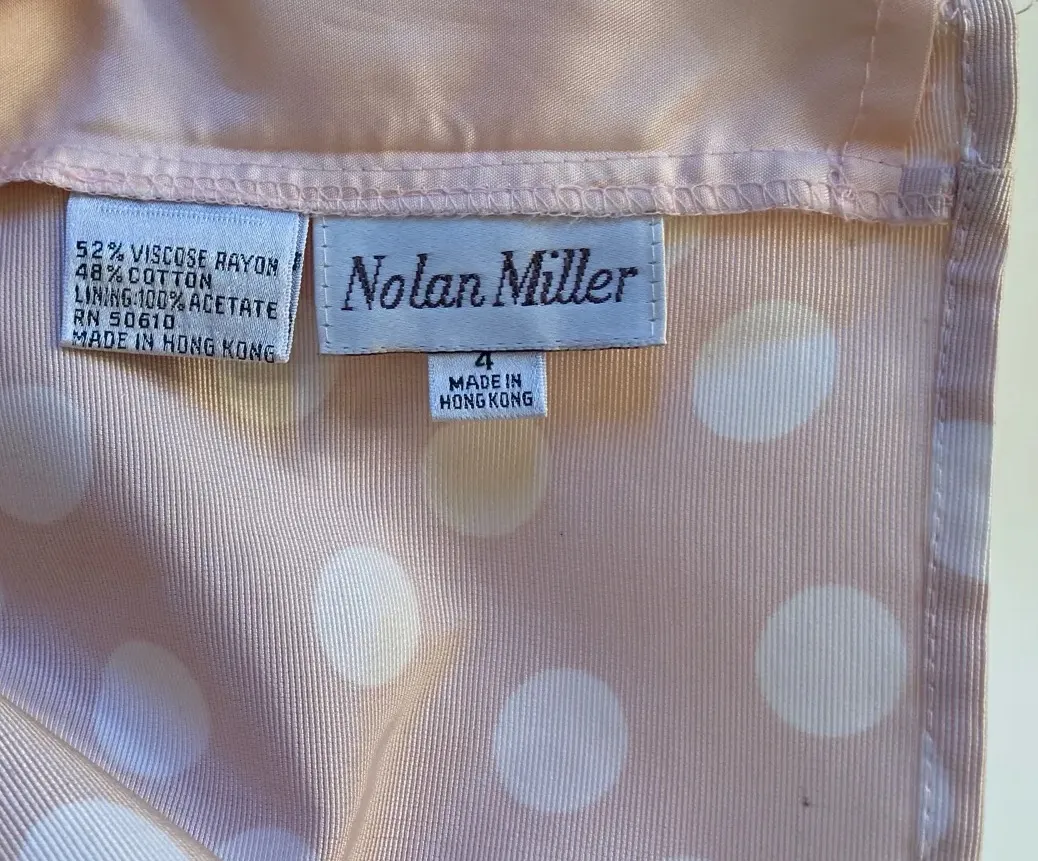 52% VISCOSE RAYON
48% COTTON
LINING:100% ACETATE
RN 50610
MADE IN HONG KONG
Nolan Miller
4
MADE IN
HONG KONG